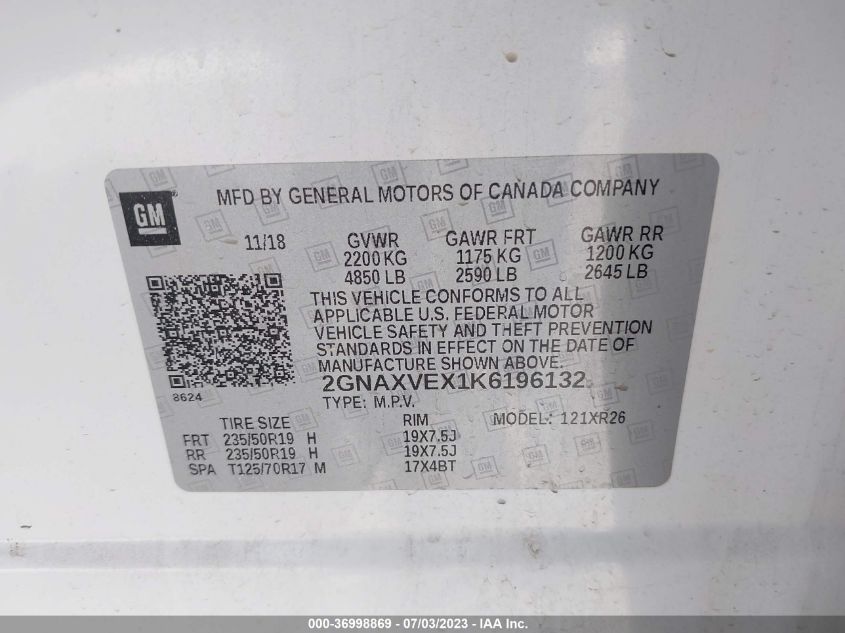 GM
MFD BY GENERAL MOTORS OF CANADA COMPANY
11/18 GVWR GAWR FRT GAWR RR
2200 KG 1175 KG 1200 KG
4850 LB 2590 LB 2645 LB
THIS VEHICLE CONFORMS TO ALL
APPLICABLE U.S. FEDERAL MOTOR
VEHICLE SAFETY AND THEFT PREVENTION
STANDARDS IN EFFECT ON THE DATE OF
MANUFACTURE SHOWN ABOVE.
2GNAXVEX1K6196132
8624
TYPE: M.P.V. MODEL: 121XR26
TIRE SIZE RIM
FRT 235/50R19 H 19X7.5J
RR 235/50R19 H 19X7.5J
SPA T125/70R17 M 17X4BT
000-36998869 - 07/03/2023 - IAA Inc.